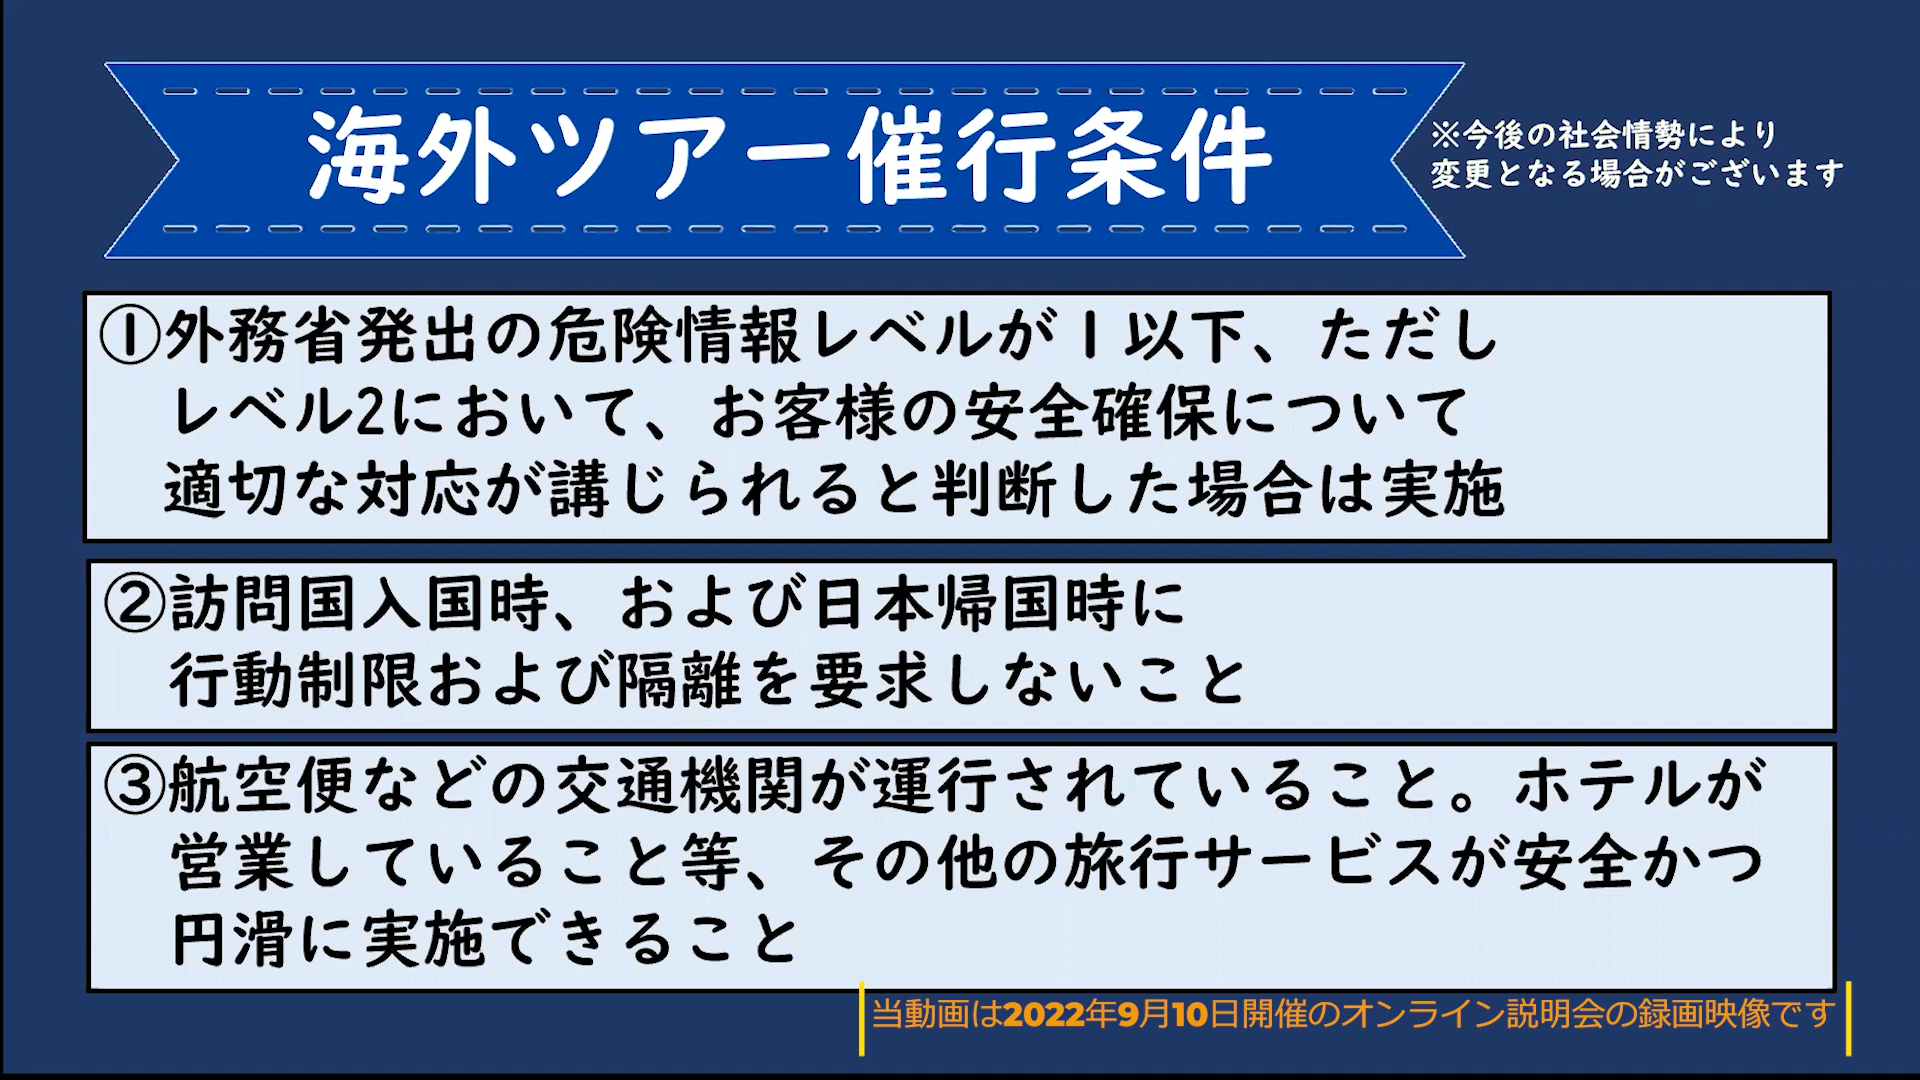 海外ツアー催行条件
※今後の社会情勢により
変更となる場合がございます
①外務省発出の危険情報レベルが1以下、ただし
レベル2において、お客様の安全確保について
適切な対応が講じられると判断した場合は実施
②訪問国入国時、および日本帰国時に
行動制限および隔離を要求しないこと
③航空便などの交通機関が運行されていること。ホテルが
営業していること等、その他の旅行サービスが安全かつ
円滑に実施できること
当動画は2022年9月10日開催のオンライン説明会の録画映像です